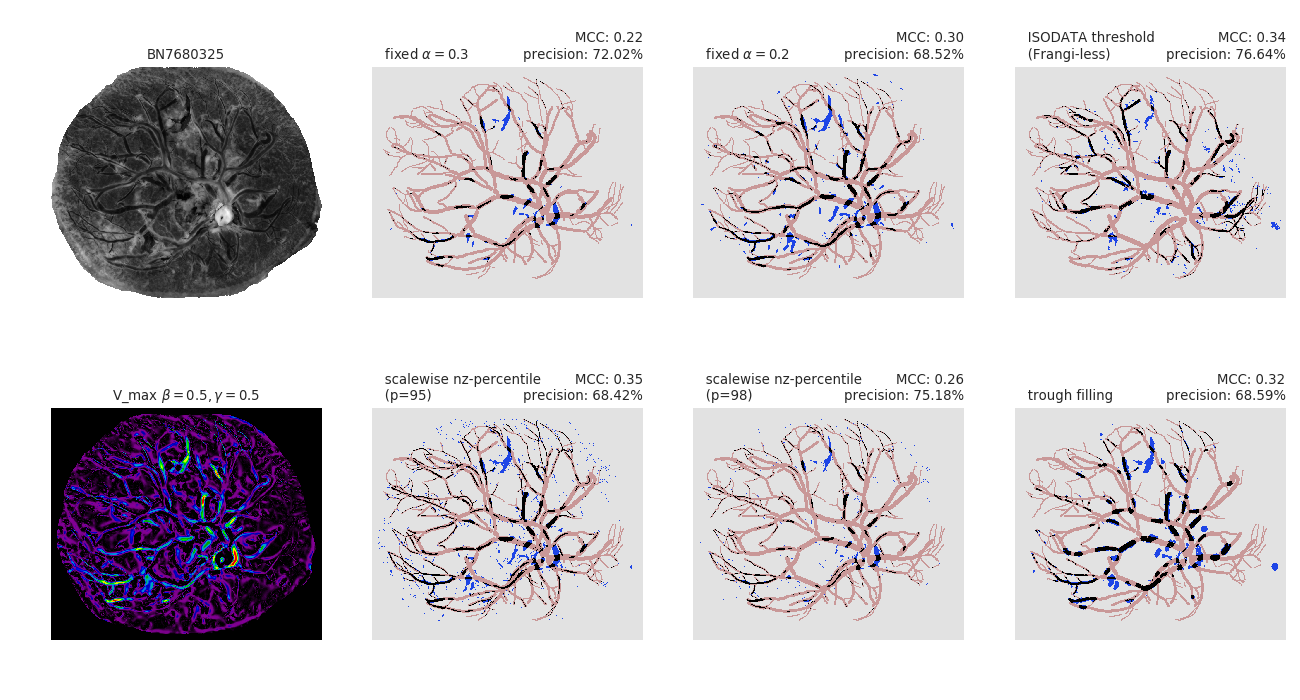 BN7680325
MCC: 0.22
fixed α = 0.3 precision: 72.02%
MCC: 0.30
fixed α = 0.2 precision: 68.52%
ISODATA threshold MCC: 0.34
(Frangi-less) precision: 76.64%
V_max β = 0.5, γ = 0.5
scalewise nz-percentile MCC: 0.35
(p=95) precision: 68.42%
scalewise nz-percentile MCC: 0.26
(p=98) precision: 75.18%
MCC: 0.32
trough filling precision: 68.59%